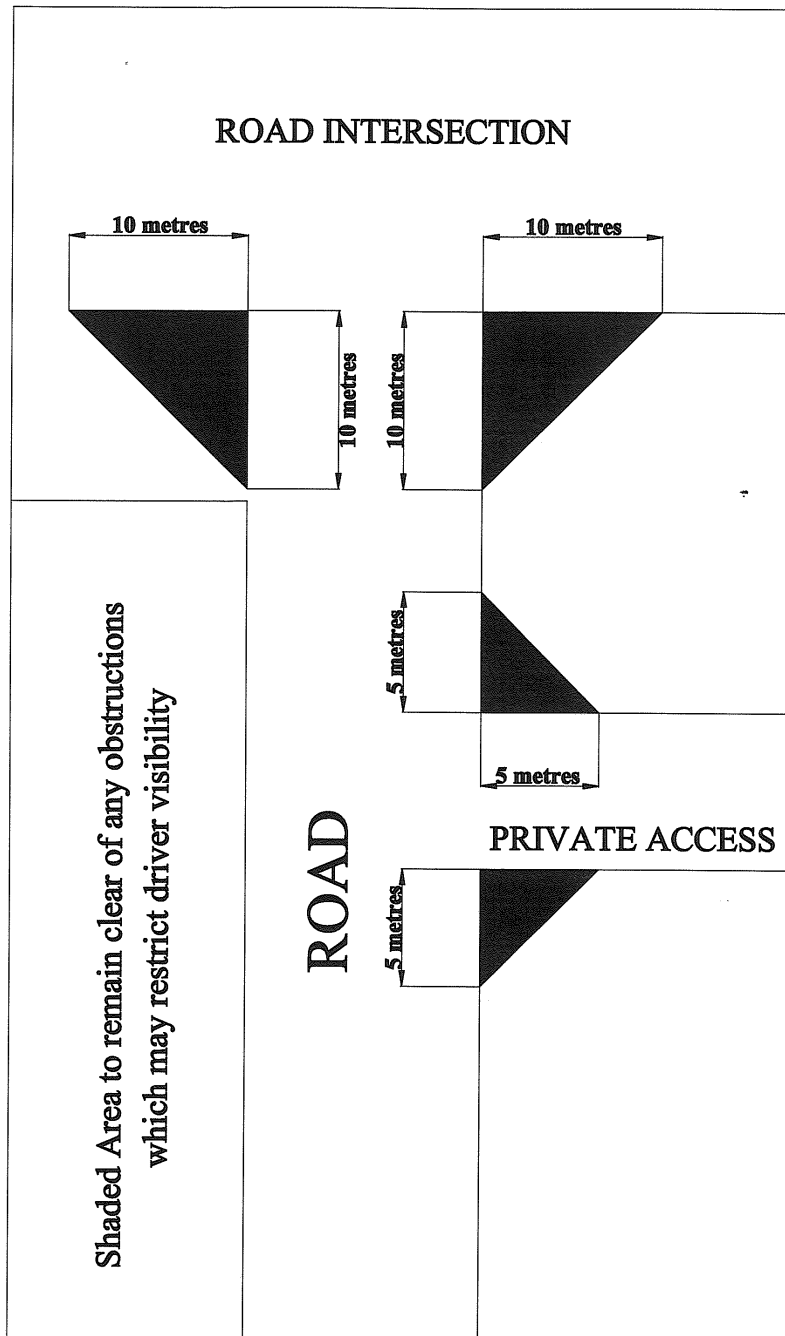 ROAD INTERSECTION
10 metres
10 metres
10 metres
10 metres
5 metres
5 metres
PRIVATE ACCESS
5 metres
ROAD
Shaded Area to remain clear of any obstructions
which may restrict driver visibility